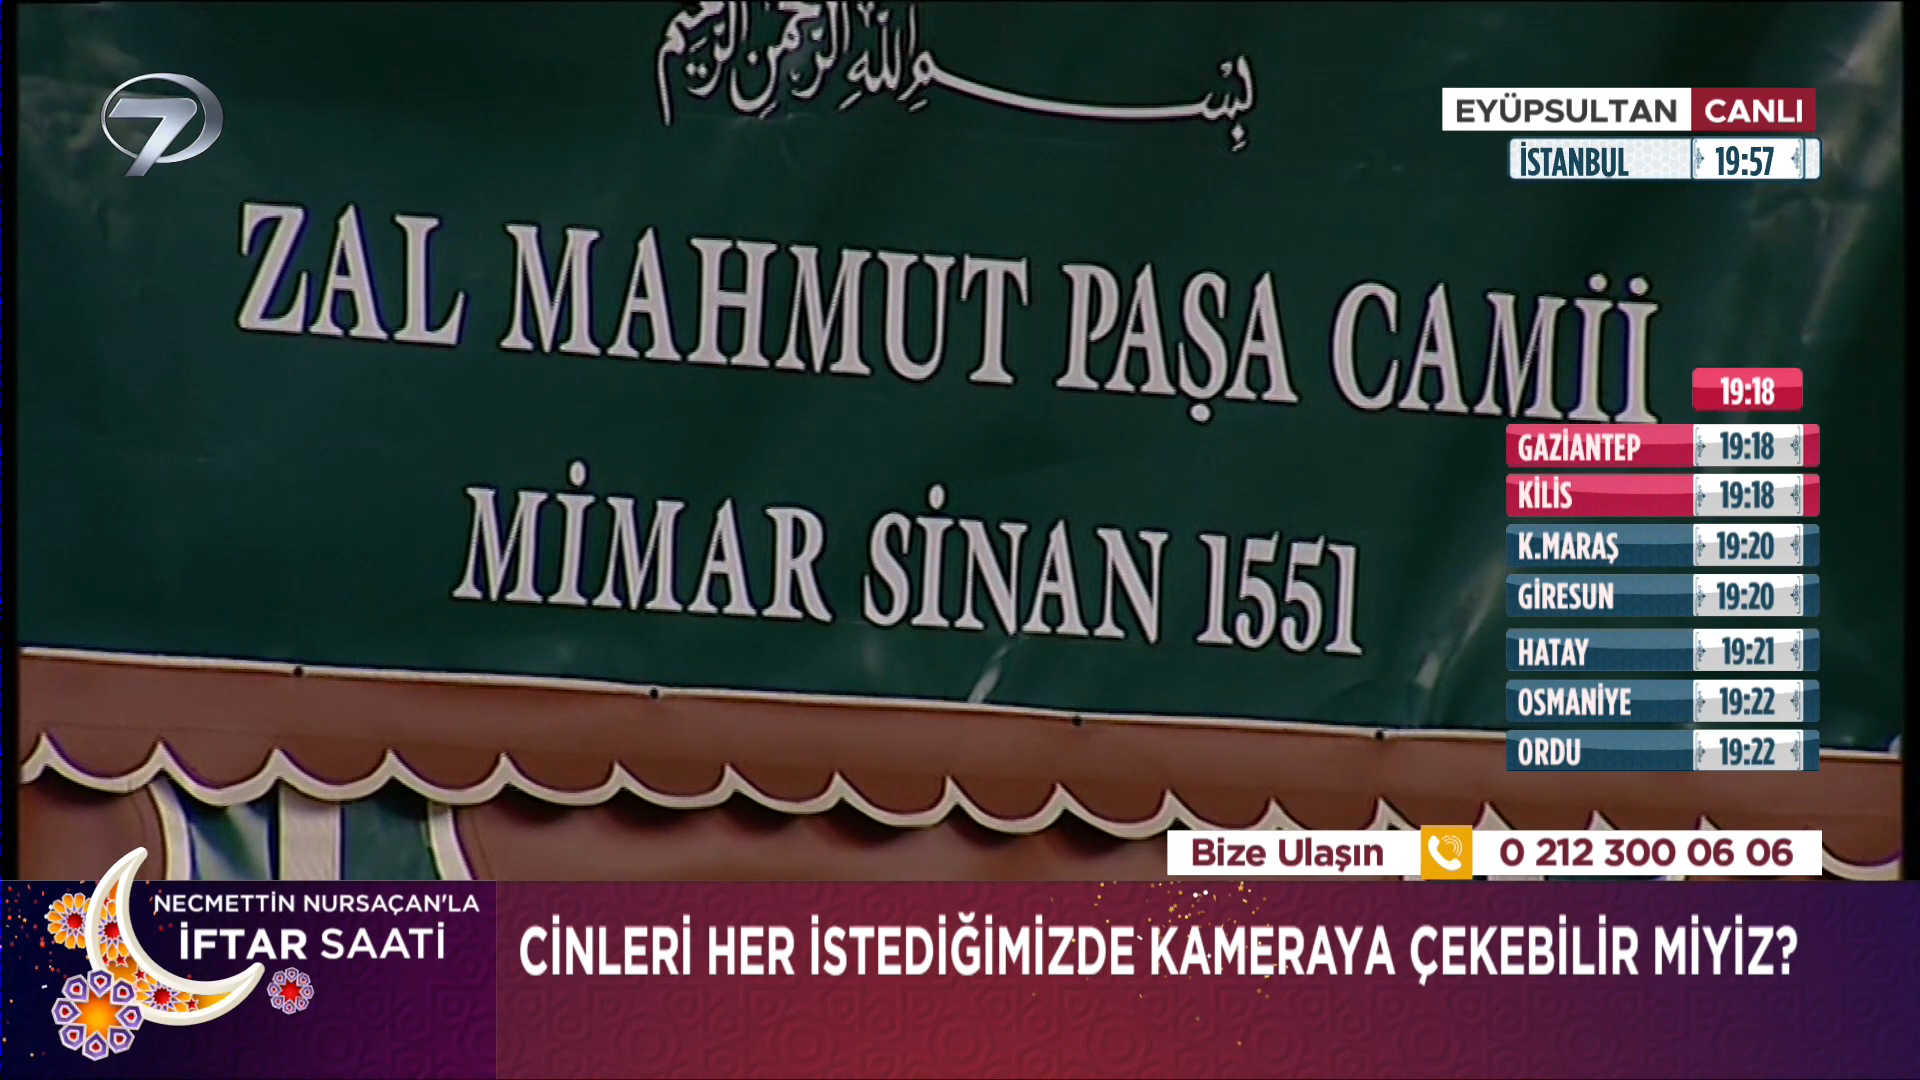 بسم الله الرحمن الرحيم
7
EYÜPSULTAN CANLI
İSTANBUL 19:57
ZAL MAHMUT PAŞA CAMİİ
MİMAR SİNAN 1551
19:18
GAZİANTEP 19:18
KİLİS 19:18
K.MARAŞ 19:20
GİRESUN 19:20
HATAY 19:21
OSMANİYE 19:22
ORDU 19:22
Bize Ulaşın 0 212 300 06 06
NECMETTİN NURSAÇAN'LA
İFTAR SAATİ
CİNLERİ HER İSTEDİĞİMİZDE KAMERAYA ÇEKEBİLİR MİYİZ?